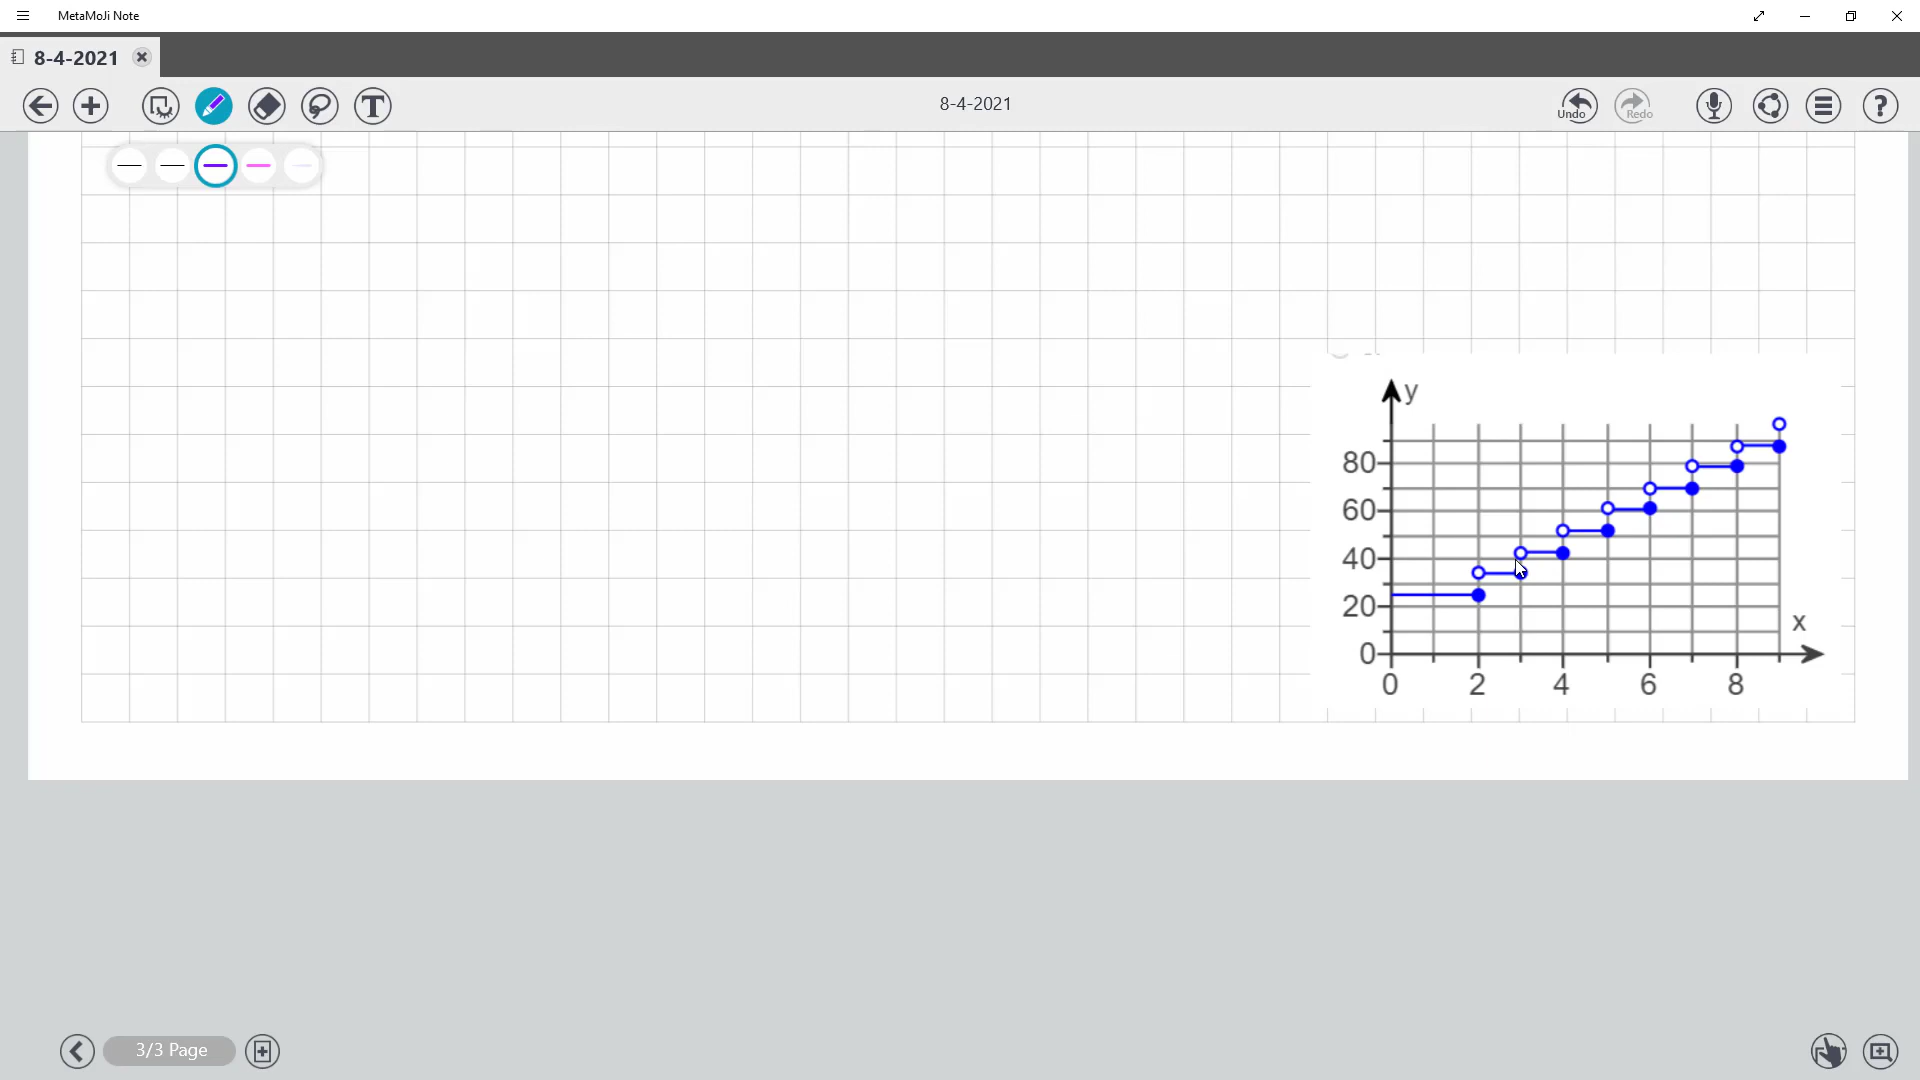 MetaMoJi Note
8-4-2021
8-4-2021
Undo
Redo
T
?
y
80
60
40
20
0
x
0 2 4 6 8
3/3 Page